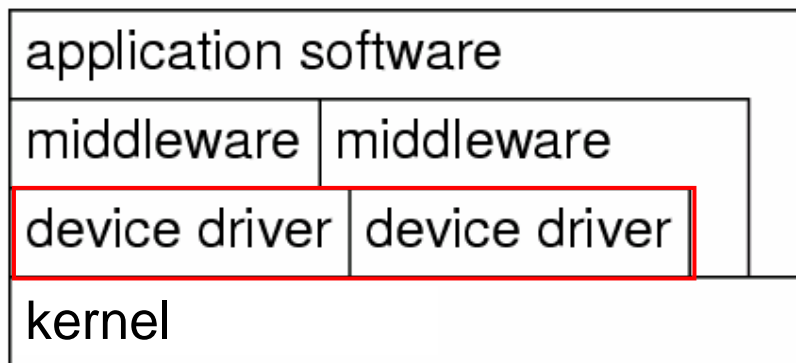 application software
middleware middleware
device driver device driver
kernel